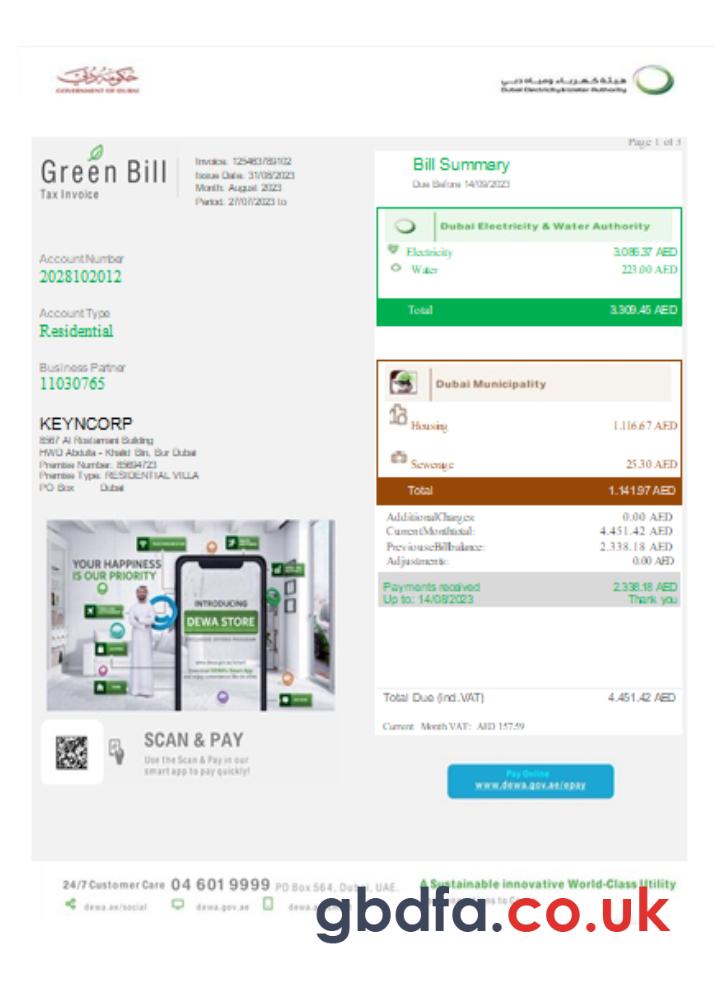 حكومة دبي
GOVERNMENT OF DUBAI
هيئة كهرباء ومياه دبي
Dubai Electricity & Water Authority
Page 1 of 3
Green Bill
Tax Invoice
Invoice: 125463789102
Issue Date: 31/08/2023
Month: August 2023
Period: 27/07/2023 to
Bill Summary
Due Before 14/09/2023
Dubai Electricity & Water Authority
Electricity 3.086.37 AED
Water 223.00 AED
Total 3.309.45 AED
Account Number
2028102012
Account Type
Residential
Business Partner
11030765
KEYNCORP
8567 Al Rostamani Building
HWO Abdulla - Khalid Bin, Bur Dubai
Premise Number: 85694723
Premise Type: RESIDENTIAL VILLA
PO Box Dubai
Dubai Municipality
Housing 1.116.67 AED
Sewerage 25.30 AED
Total 1.141.97 AED
AdditionalCharges: 0.00 AED
CurrentMonthtotal: 4.451.42 AED
PreviouseBillbalance: 2.338.18 AED
Adjustments: 0.00 AED
Payments received 2.338.18 AED
Up to: 14/08/2023 Thank you
Total Due (incl.VAT) 4.451.42 AED
Current Month VAT: AED 157.59
YOUR HAPPINESS
IS OUR PRIORITY
INTRODUCING
DEWA STORE
SCAN & PAY
Use the Scan & Pay in our
smart app to pay quickly!
Pay Online
www.dewa.gov.ae/epay
24/7 Customer Care 04 601 9999 PO Box 564, Dubai, UAE.
A Sustainable innovative World-Class Utility
dewa.ae/social dewa.gov.ae dewa.a
gbdfa.co.uk